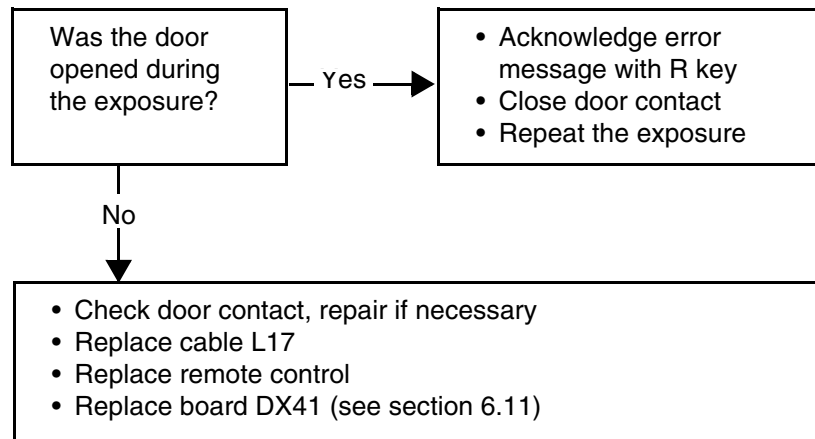 Was the door
opened during
the exposure?
Yes
• Acknowledge error
message with R key
• Close door contact
• Repeat the exposure
No
• Check door contact, repair if necessary
• Replace cable L17
• Replace remote control
• Replace board DX41 (see section 6.11)